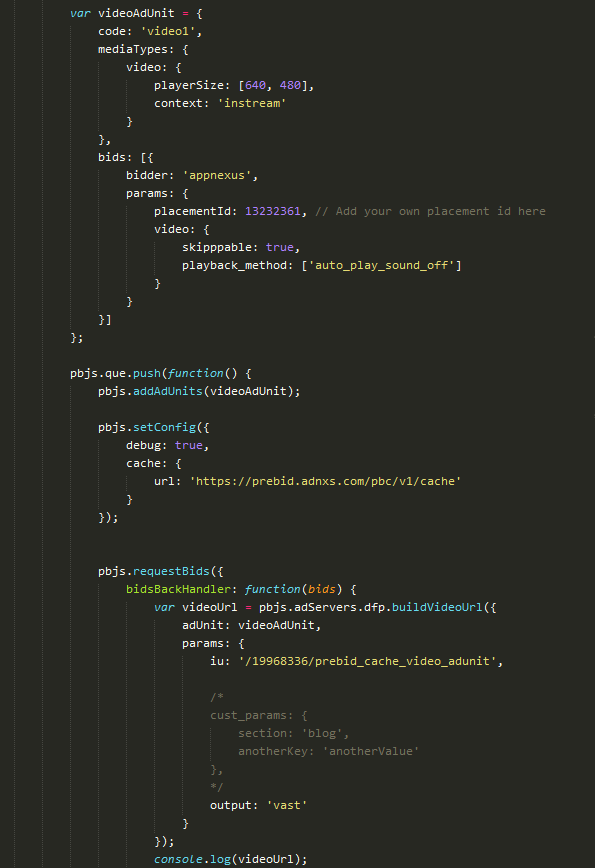 var videoAdUnit = {
code: 'video1',
mediaTypes: {
video: {
playerSize: [640, 480],
context: 'instream'
}
},
bids: [{
bidder: 'appnexus',
params: {
placementId: 13232361, // Add your own placement id here
video: {
skipppable: true,
playback_method: ['auto_play_sound_off']
}
}
}]
};
pbjs.que.push(function() {
pbjs.addAdUnits(videoAdUnit);
pbjs.setConfig({
debug: true,
cache: {
url: 'https://prebid.adnxs.com/pbc/v1/cache'
}
});
pbjs.requestBids({
bidsBackHandler: function(bids) {
var videoUrl = pbjs.adServers.dfp.buildVideoUrl({
adUnit: videoAdUnit,
params: {
iu: '/19968336/prebid_cache_video_adunit',
/*
cust_params: {
section: 'blog',
anotherKey: 'anotherValue'
},
*/
output: 'vast'
}
});
console.log(videoUrl);